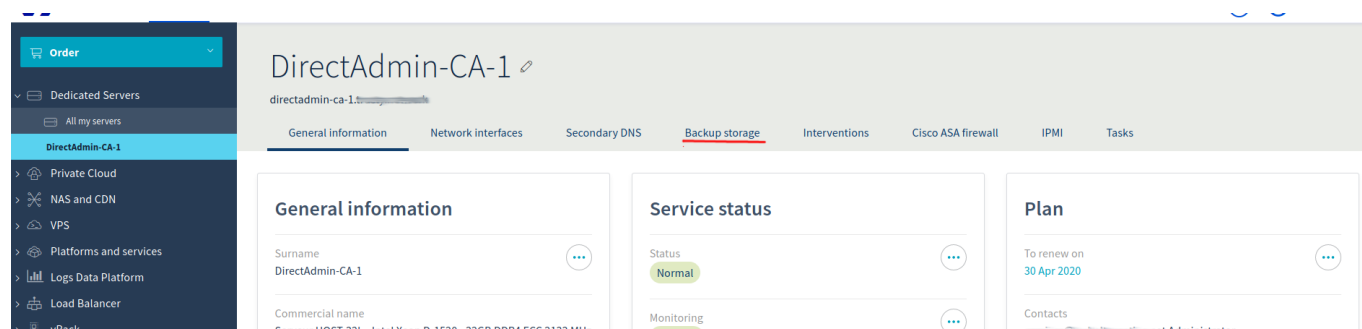 Order
DirectAdmin-CA-1
directadmin-ca-1.
General information Network interfaces Secondary DNS Backup storage Interventions Cisco ASA firewall IPMI Tasks
Dedicated Servers
All my servers
DirectAdmin-CA-1
Private Cloud
NAS and CDN
VPS
Platforms and services
Logs Data Platform
Load Balancer
vRack
General information
Surname
DirectAdmin-CA-1
Commercial name
Service status
Status
Normal
Monitoring
Plan
To renew on
30 Apr 2020
Contacts